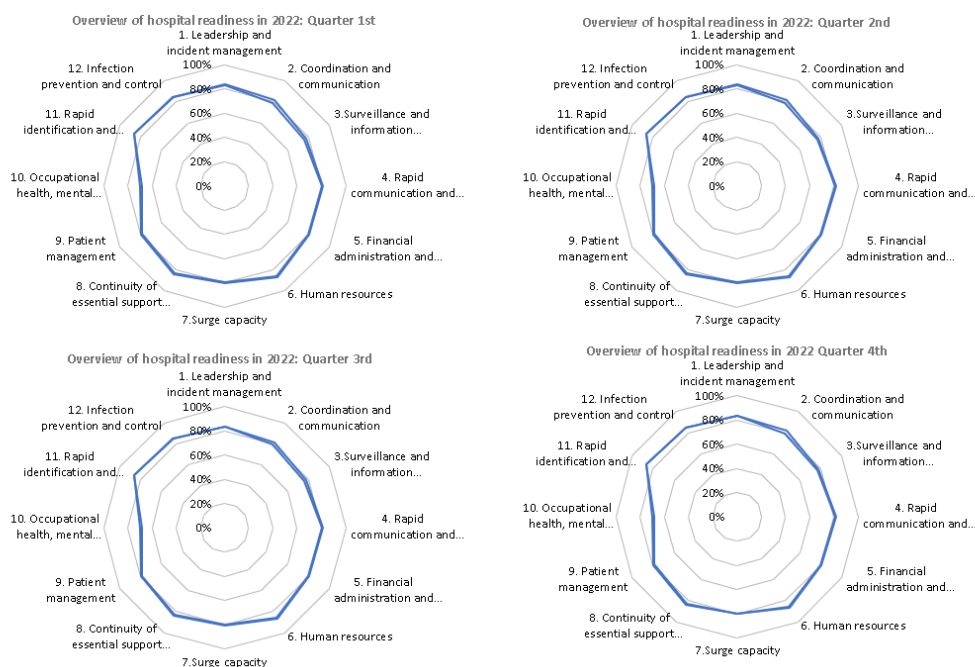 Overview of hospital readiness in 2022: Quarter 1st
1. Leadership and
incident management
2. Coordination and
communication
3.Surveillance and
information...
4. Rapid
communication and...
5. Financial
administration and...
6. Human resources
7.Surge capacity
8. Continuity of
essential support...
9. Patient
management
10. Occupational
health, mental...
11. Rapid
identification and...
12. Infection
prevention and control
100%
80%
60%
40%
20%
0%
Overview of hospital readiness in 2022: Quarter 2nd
1. Leadership and
incident management
2. Coordination and
communication
3.Surveillance and
information...
4. Rapid
communication and...
5. Financial
administration and...
6. Human resources
7.Surge capacity
8. Continuity of
essential support...
9. Patient
management
10. Occupational
health, mental...
11. Rapid
identification and...
12. Infection
prevention and control
100%
80%
60%
40%
20%
0%
Overview of hospital readiness in 2022: Quarter 3rd
1. Leadership and
incident management
2. Coordination and
communication
3.Surveillance and
information...
4. Rapid
communication and...
5. Financial
administration and...
6. Human resources
7.Surge capacity
8. Continuity of
essential support...
9. Patient
management
10. Occupational
health, mental...
11. Rapid
identification and...
12. Infection
prevention and control
100%
80%
60%
40%
20%
0%
Overview of hospital readiness in 2022 Quarter 4th
1. Leadership and
incident management
2. Coordination and
communication
3.Surveillance and
information...
4. Rapid
communication and...
5. Financial
administration and...
6. Human resources
7.Surge capacity
8. Continuity of
essential support...
9. Patient
management
10. Occupational
health, mental...
11. Rapid
identification and...
12. Infection
prevention and control
100%
80%
60%
40%
20%
0%